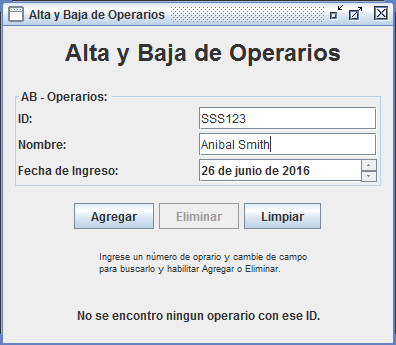 Alta y Baja de Operarios
Alta y Baja de Operarios
AB - Operarios:
ID: SSS123
Nombre: Anibal Smith
Fecha de Ingreso: 26 de junio de 2016
Agregar Eliminar Limpiar
Ingrese un número de oprario y cambie de campo
para buscarlo y habilitar Agregar o Eliminar.
No se encontro ningun operario con ese ID.